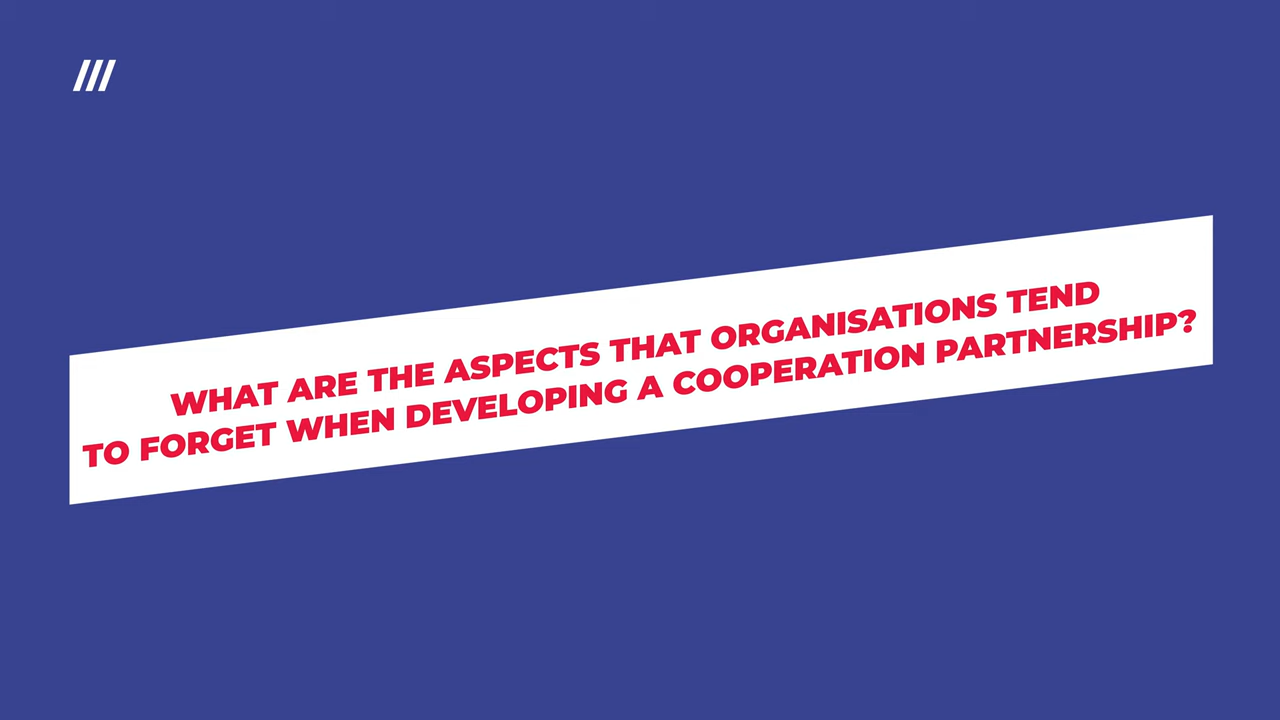 WHAT ARE THE ASPECTS THAT ORGANISATIONS TEND
TO FORGET WHEN DEVELOPING A COOPERATION PARTNERSHIP?